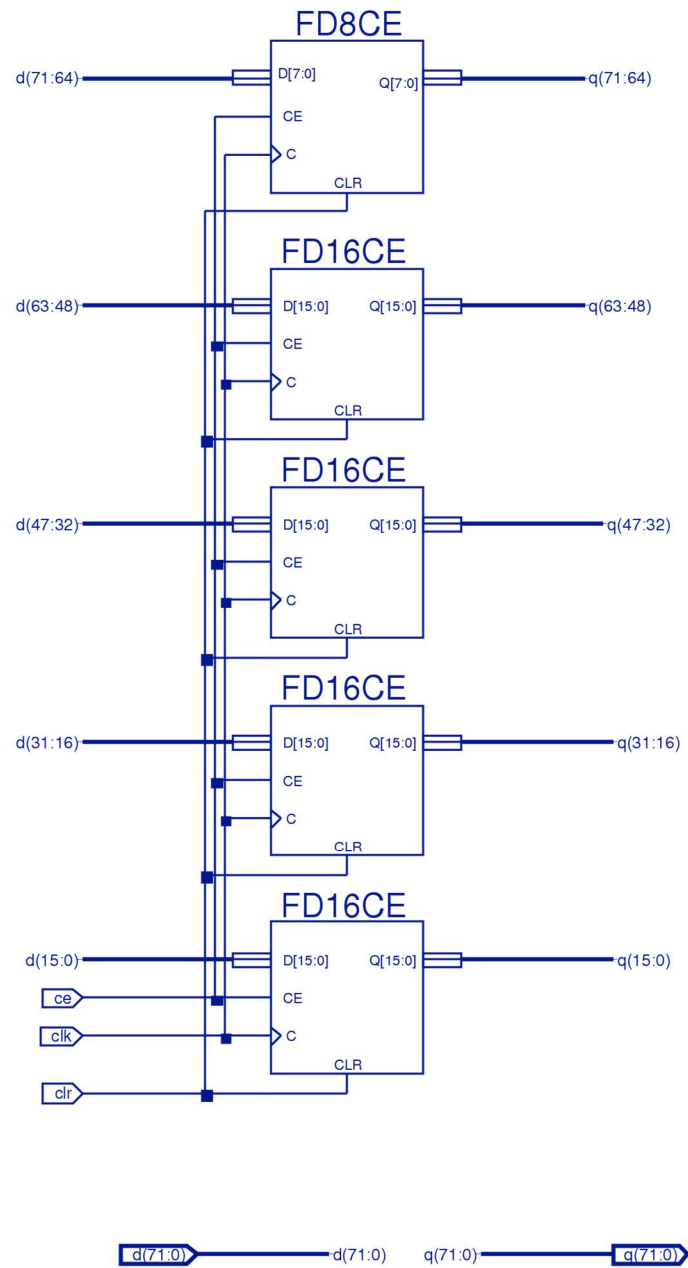 FD8CE
d(71:64) D[7:0] Q[7:0] q(71:64)
CE
C
CLR
FD16CE
d(63:48) D[15:0] Q[15:0] q(63:48)
CE
C
CLR
FD16CE
d(47:32) D[15:0] Q[15:0] q(47:32)
CE
C
CLR
FD16CE
d(31:16) D[15:0] Q[15:0] q(31:16)
CE
C
CLR
FD16CE
d(15:0) D[15:0] Q[15:0] q(15:0)
ce CE
clk C
CLR
clr
d(71:0) d(71:0) q(71:0) q(71:0)